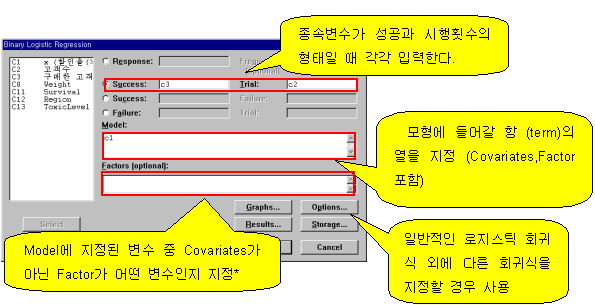 종속변수가 성공과 시행횟수의
형태일 때 각각 입력한다.
Binary Logistic Regression
C1 x (할인율(%
C2 고객수
C3 구매한 고객
C8 Weight
C11 Survival
C12 Region
C13 ToxicLevel
Response:
Success: c3 Trial: c2
Success: Failure:
Failure: Trial:
Model:
c1
Factors (optional):
Graphs... Options...
Results... Storage...
Select
Cancel
모형에 들어갈 항 (term)의
열을 지정 (Covariates,Factor
포함)
Model에 지정된 변수 중 Covariates가
아닌 Factor가 어떤 변수인지 지정*
일반적인 로지스틱 회귀
식 외에 다른 회귀식을
지정할 경우 사용